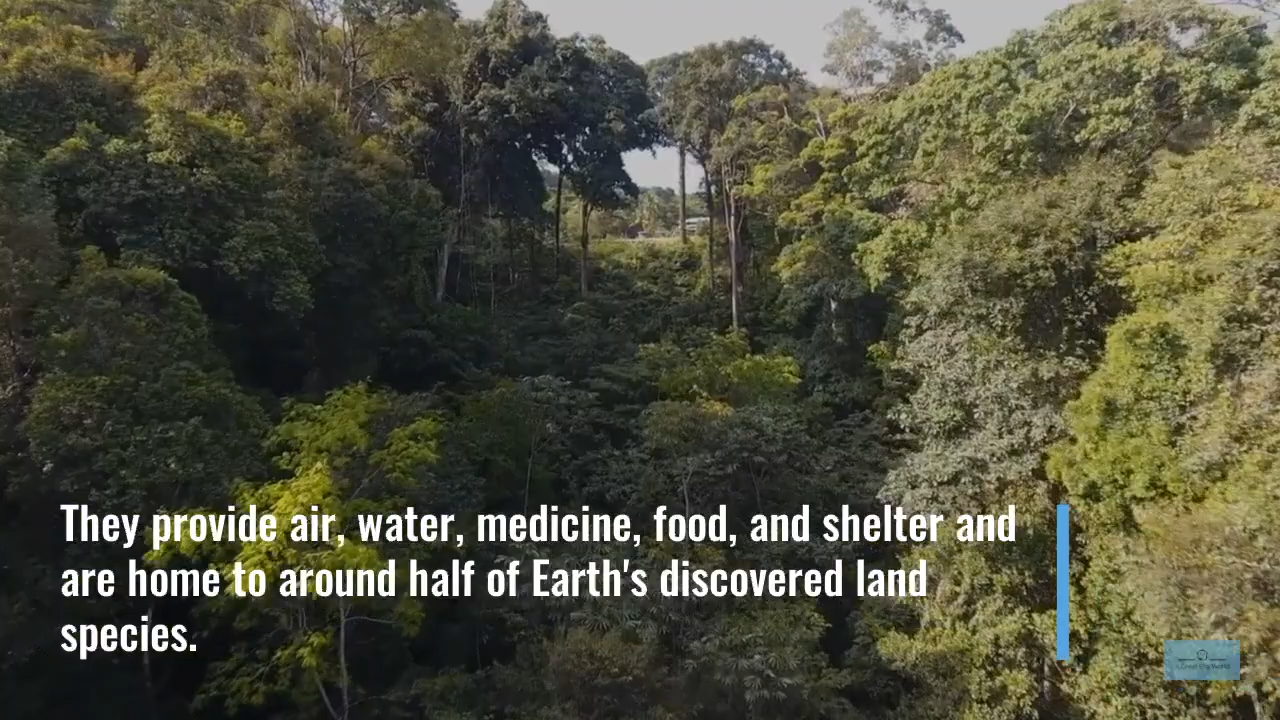 They provide air, water, medicine, food, and shelter and
are home to around half of Earth's discovered land
species.